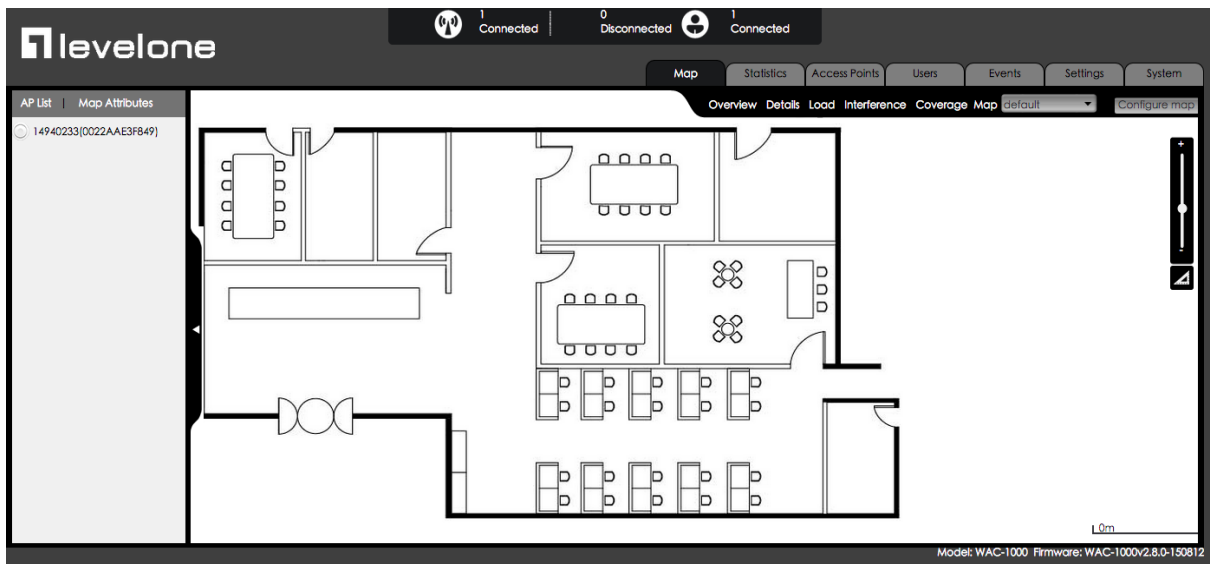 levelone
1 Connected
0 Disconnected
1 Connected
Map Statistics Access Points Users Events Settings System
AP List | Map Attributes
Overview Details Load Interference Coverage Map default Configure map
14940233(0022AAE3F849)
+
-
0m
Model: WAC-1000 Firmware: WAC-1000v2.8.0-150812